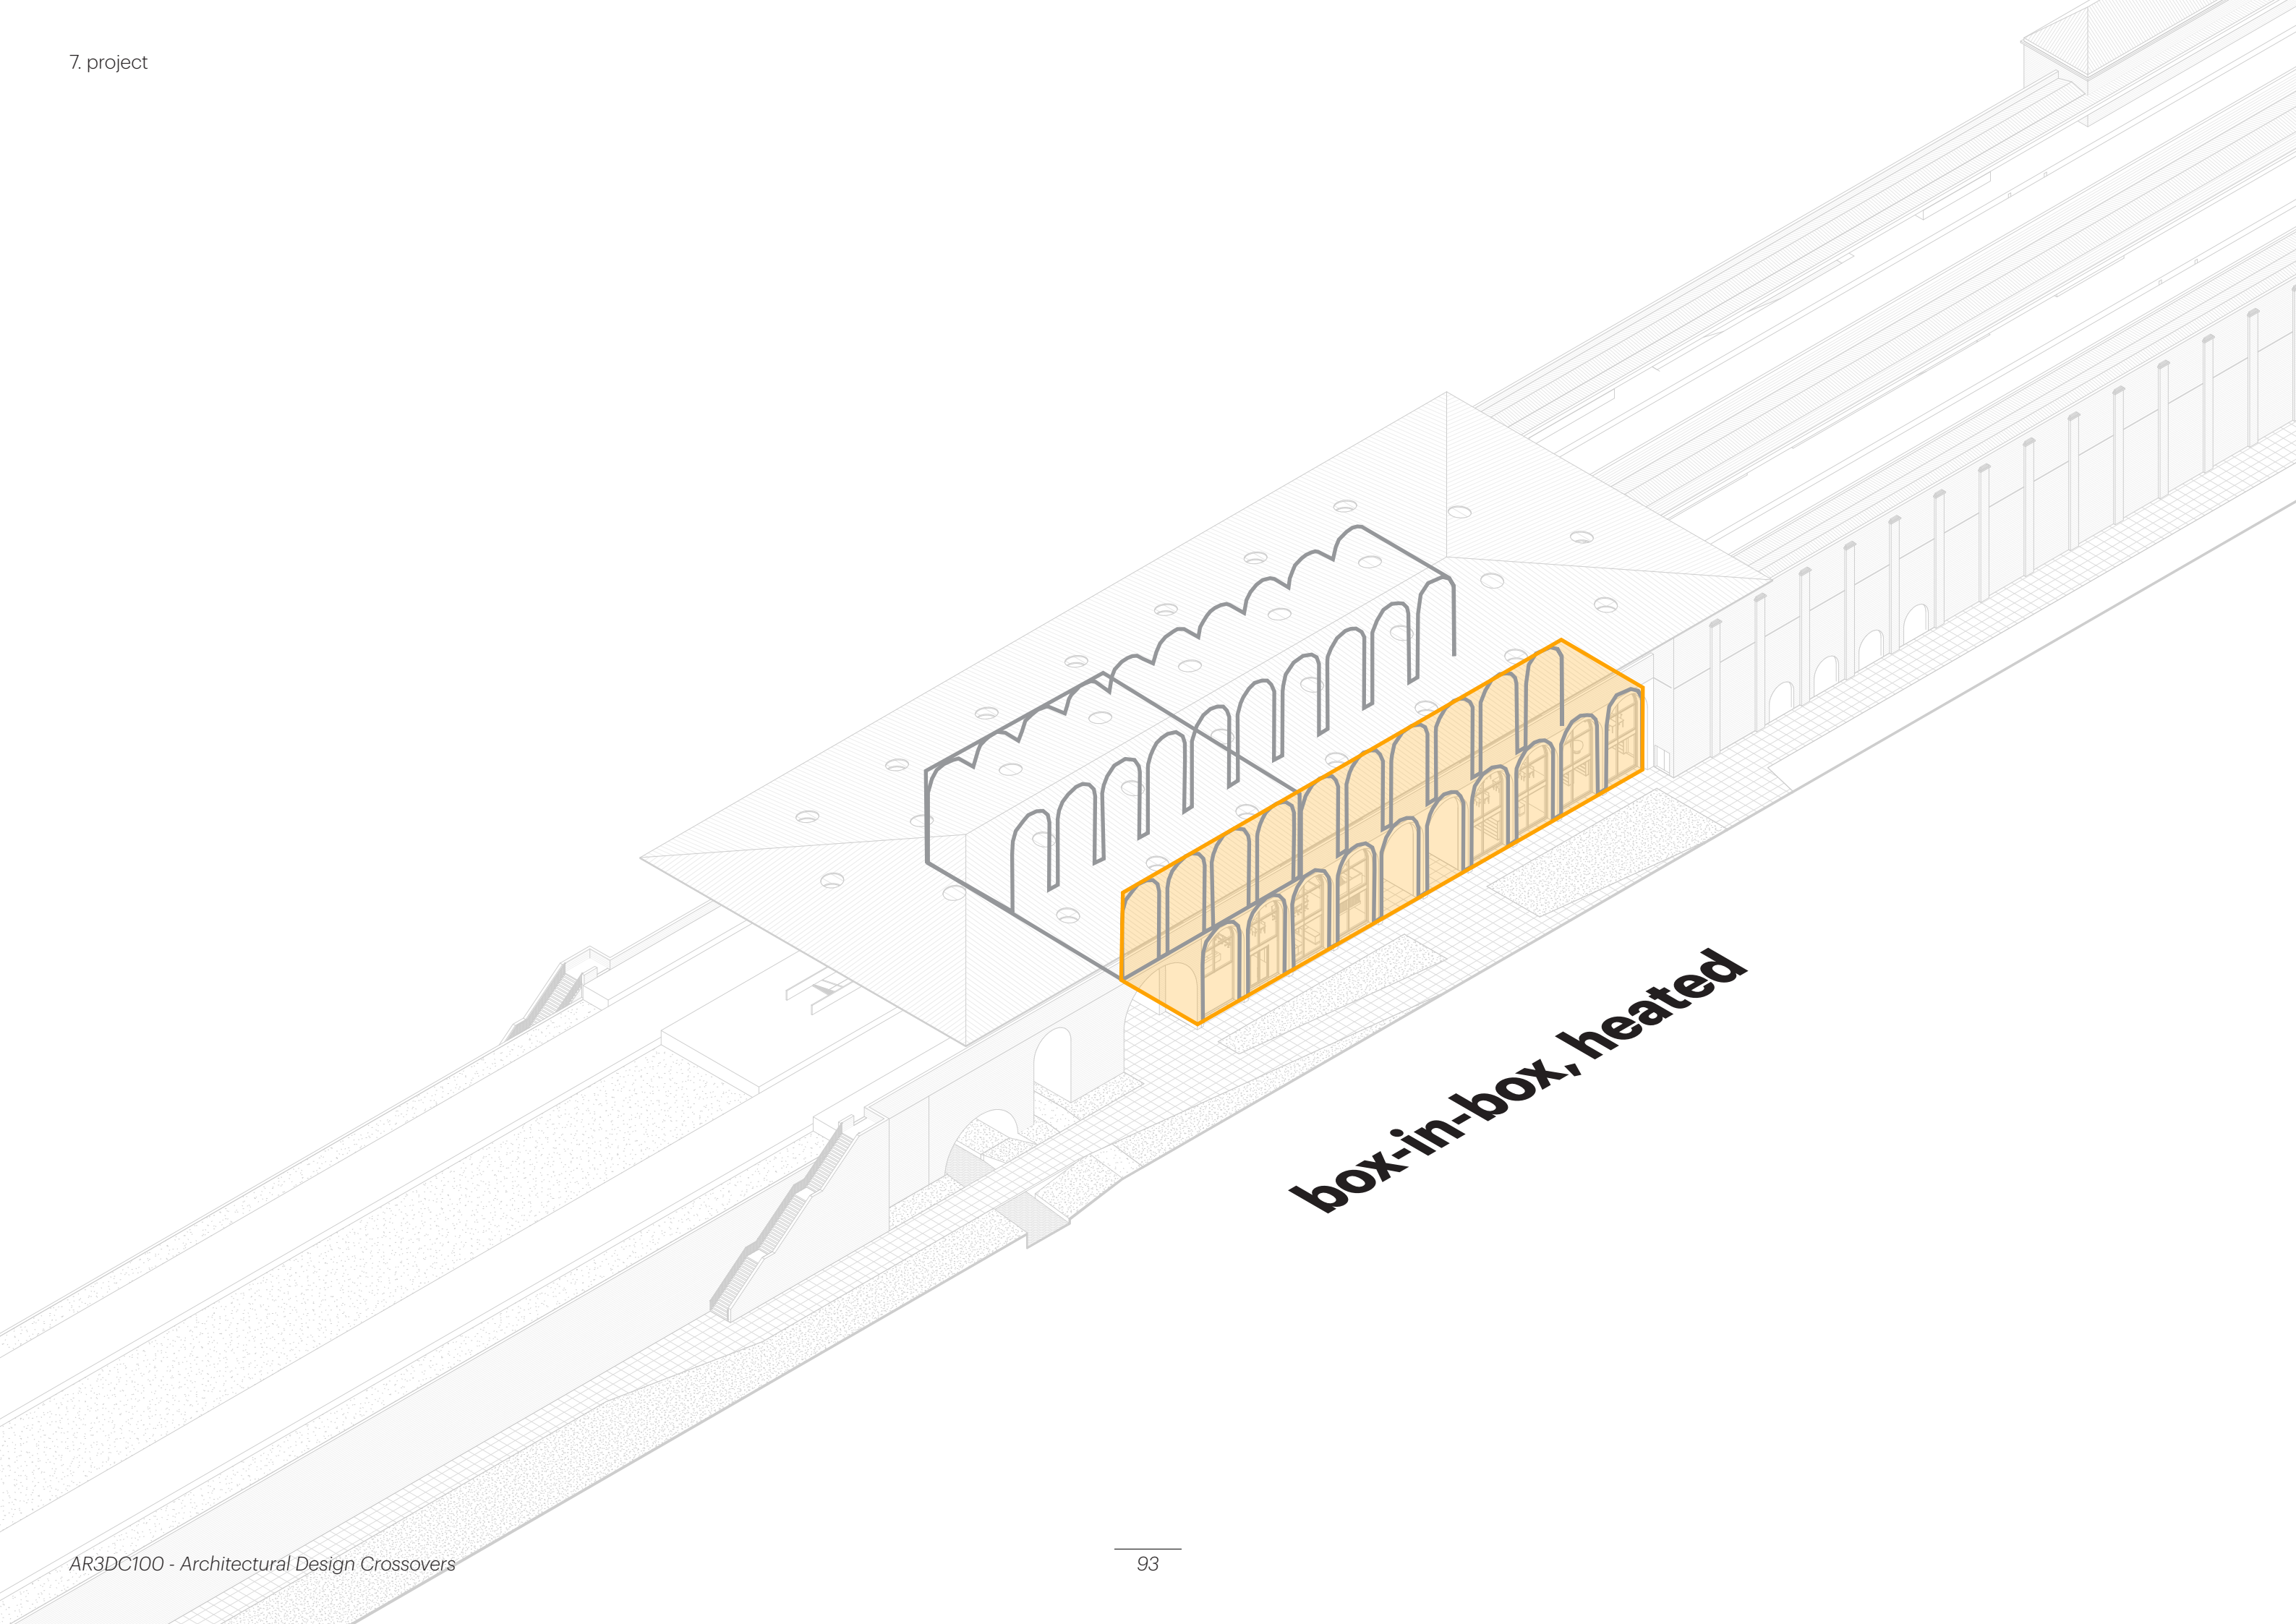 7. project
box-in-box, heated
AR3DC100 - Architectural Design Crossovers
93